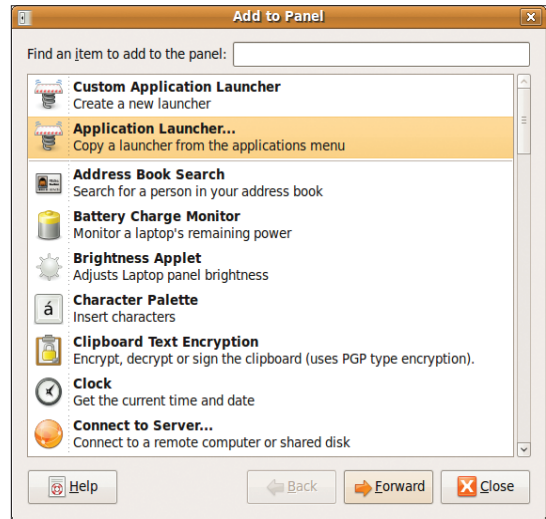 Add to Panel
Find an item to add to the panel:
Custom Application Launcher
Create a new launcher
Application Launcher...
Copy a launcher from the applications menu
Address Book Search
Search for a person in your address book
Battery Charge Monitor
Monitor a laptop's remaining power
Brightness Applet
Adjusts Laptop panel brightness
á
Character Palette
Insert characters
Clipboard Text Encryption
Encrypt, decrypt or sign the clipboard (uses PGP type encryption).
Clock
Get the current time and date
Connect to Server...
Connect to a remote computer or shared disk
Help
Back
Forward
Close